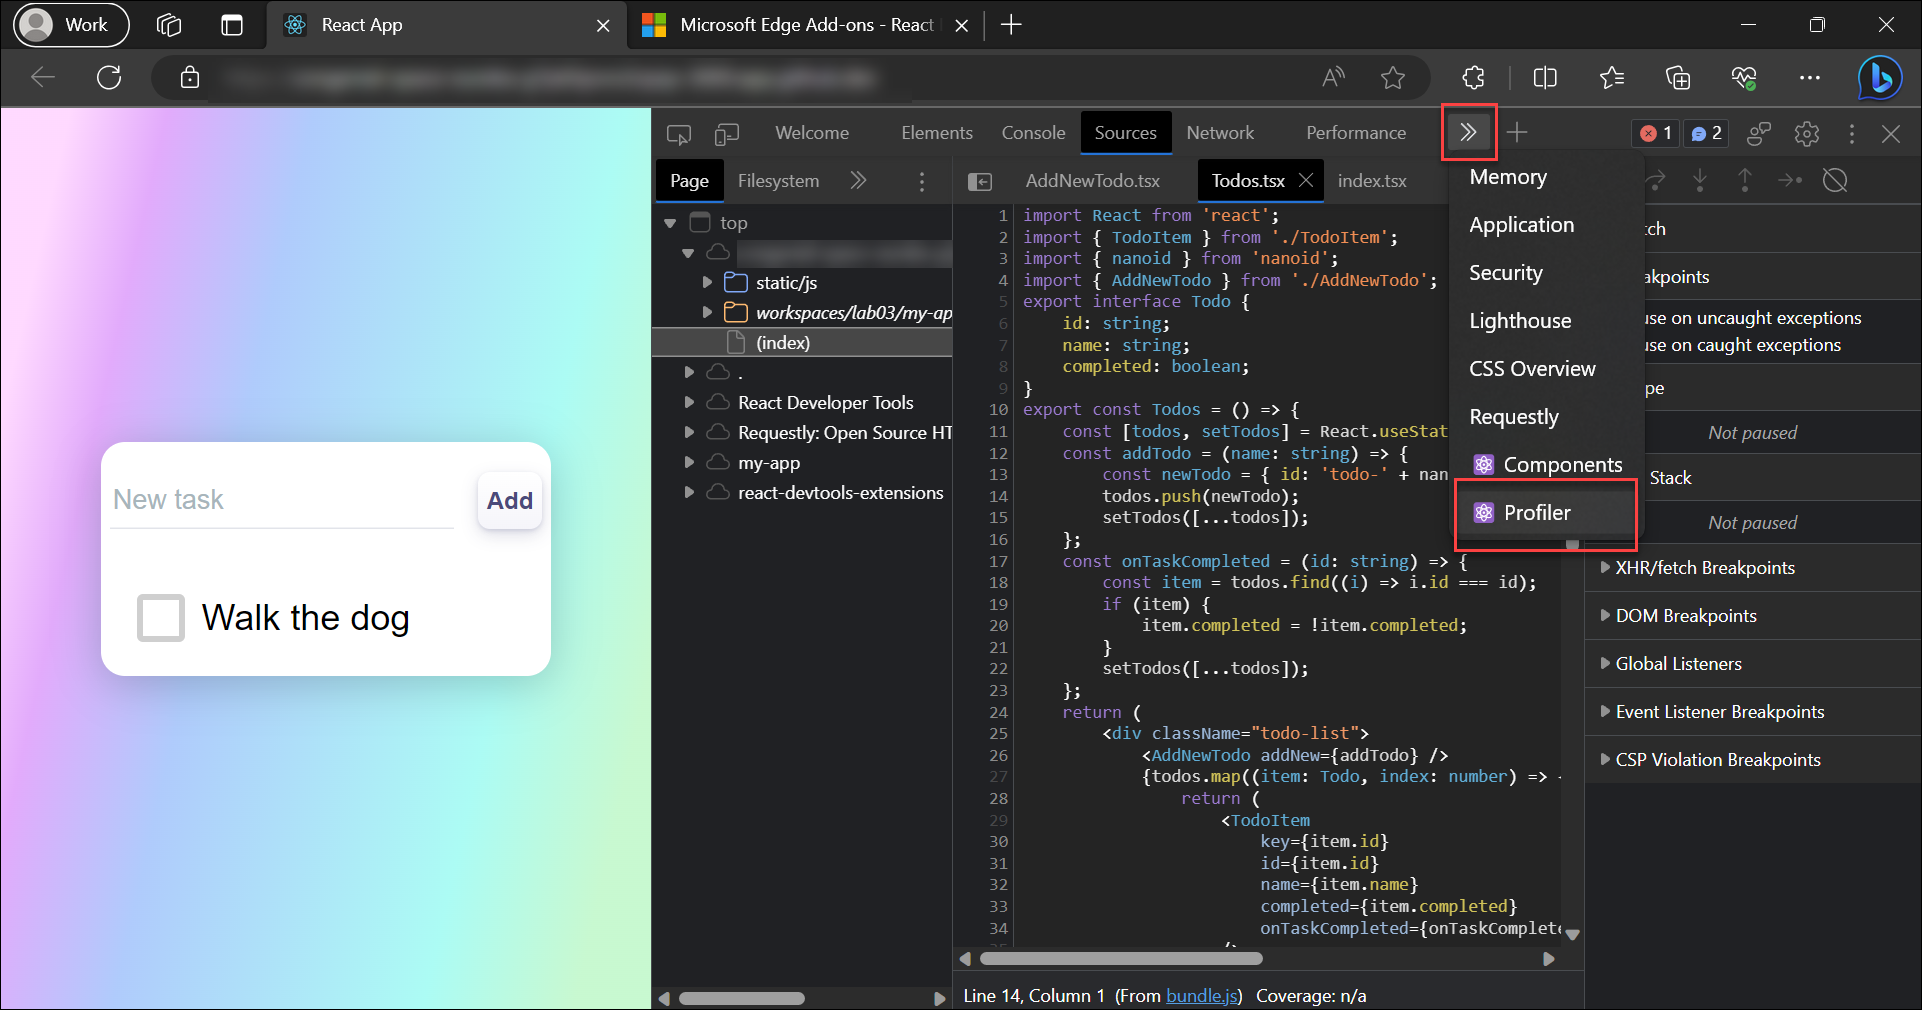 Work
React App
Microsoft Edge Add-ons - React
Welcome
Elements
Console
Sources
Network
Performance
1
2
Page
Filesystem
AddNewTodo.tsx
Todos.tsx
index.tsx
top
static/js
workspaces/lab03/my-ap
(index)
.
React Developer Tools
Requestly: Open Source HT
my-app
react-devtools-extensions
1 import React from 'react';
2 import { TodoItem } from './TodoItem';
3 import { nanoid } from 'nanoid';
4 import { AddNewTodo } from './AddNewTodo';
5 export interface Todo {
6 id: string;
7 name: string;
8 completed: boolean;
9 }
10 export const Todos = () => {
11 const [todos, setTodos] = React.useStat
12 const addTodo = (name: string) => {
13 const newTodo = { id: 'todo-' + nan
14 todos.push(newTodo);
15 setTodos([...todos]);
16 };
17 const onTaskCompleted = (id: string) => {
18 const item = todos.find((i) => i.id === id);
19 if (item) {
20 item.completed = !item.completed;
21 }
22 setTodos([...todos]);
23 };
24 return (
25 <div className="todo-list">
26 <AddNewTodo addNew={addTodo} />
27 {todos.map((item: Todo, index: number) =>
28 return (
29 <TodoItem
30 key={item.id}
31 id={item.id}
32 name={item.name}
33 completed={item.completed}
34 onTaskCompleted={onTaskComplete
Line 14, Column 1 (From bundle.js) Coverage: n/a
Memory
Application
Security
Lighthouse
CSS Overview
Requestly
Components
Profiler
tch
akpoints
use on uncaught exceptions
use on caught exceptions
pe
Not paused
Stack
Not paused
XHR/fetch Breakpoints
DOM Breakpoints
Global Listeners
Event Listener Breakpoints
CSP Violation Breakpoints
New task
Add
Walk the dog